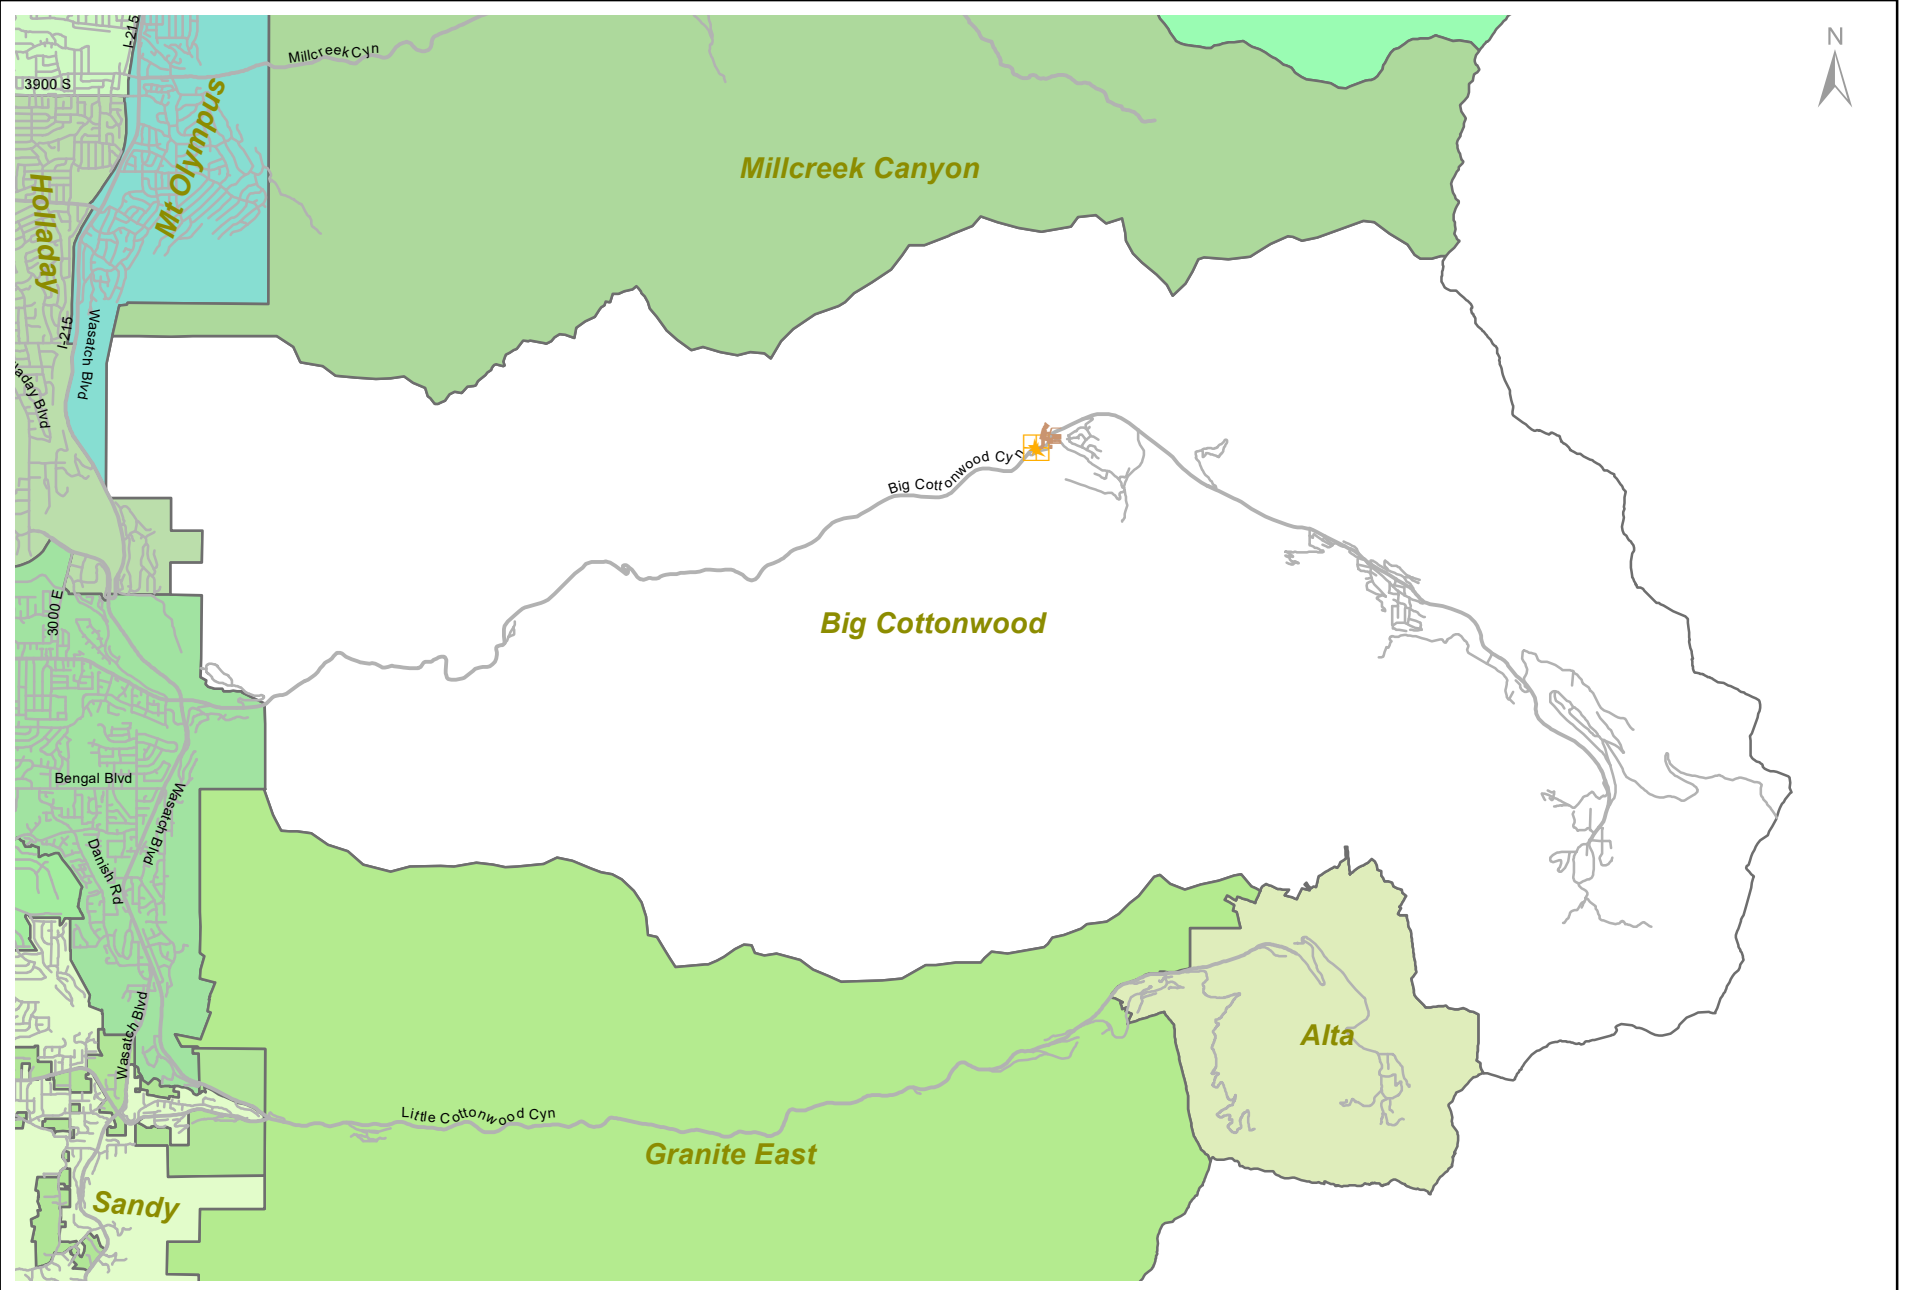 I-215
N
Millcreek Cyn
3900 S
Mt Olympus
Millcreek Canyon
Holladay
I-215
Wasatch Blvd
aday Blvd
Big Cottonwood Cyn
3000 E
Big Cottonwood
Bengal Blvd
Wasatch Blvd
Danish Rd
Wasatch Blvd
Alta
Little Cottonwood Cyn
Granite East
Sandy